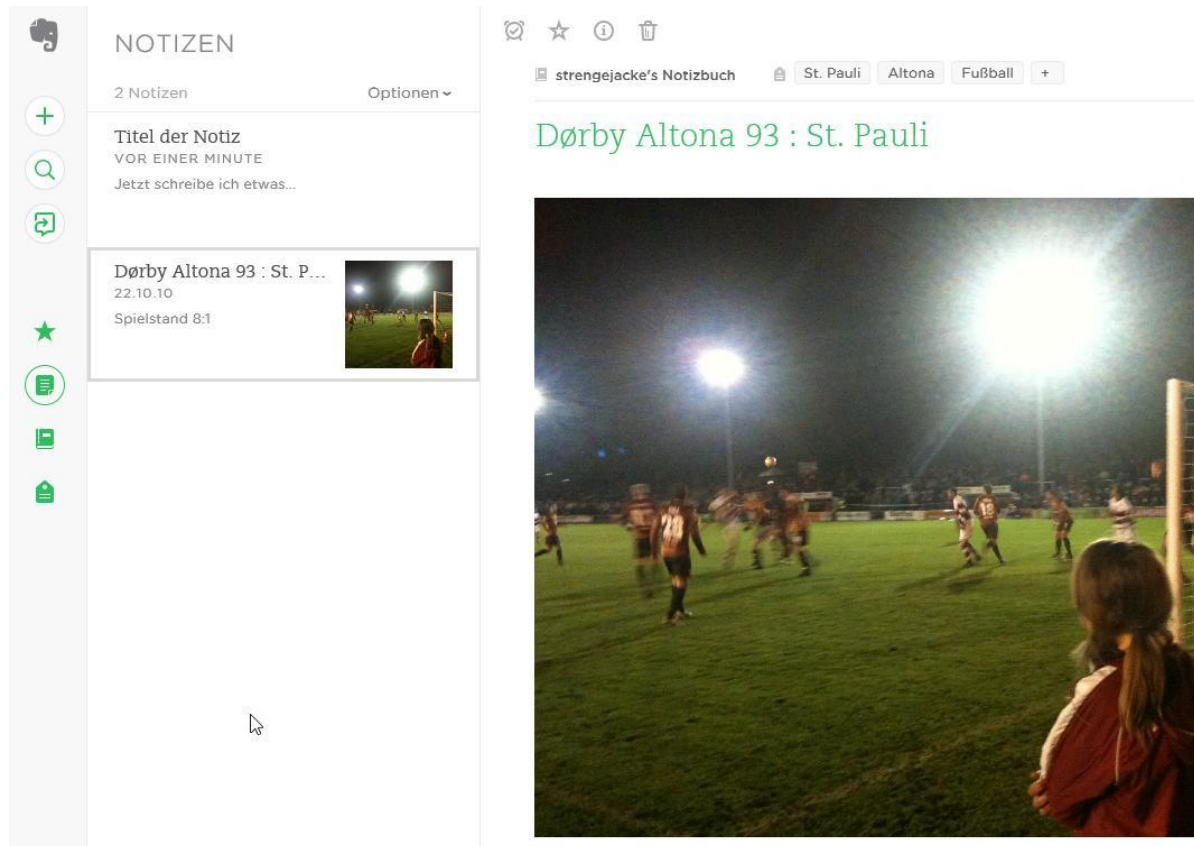 NOTIZEN
2 Notizen
Optionen
Titel der Notiz
VOR EINER MINUTE
Jetzt schreibe ich etwas...
Dørby Altona 93 : St. P...
22.10.10
Spielstand 8:1
strengejacke's Notizbuch
St. Pauli
Altona
Fußball
+
Dørby Altona 93 : St. Pauli